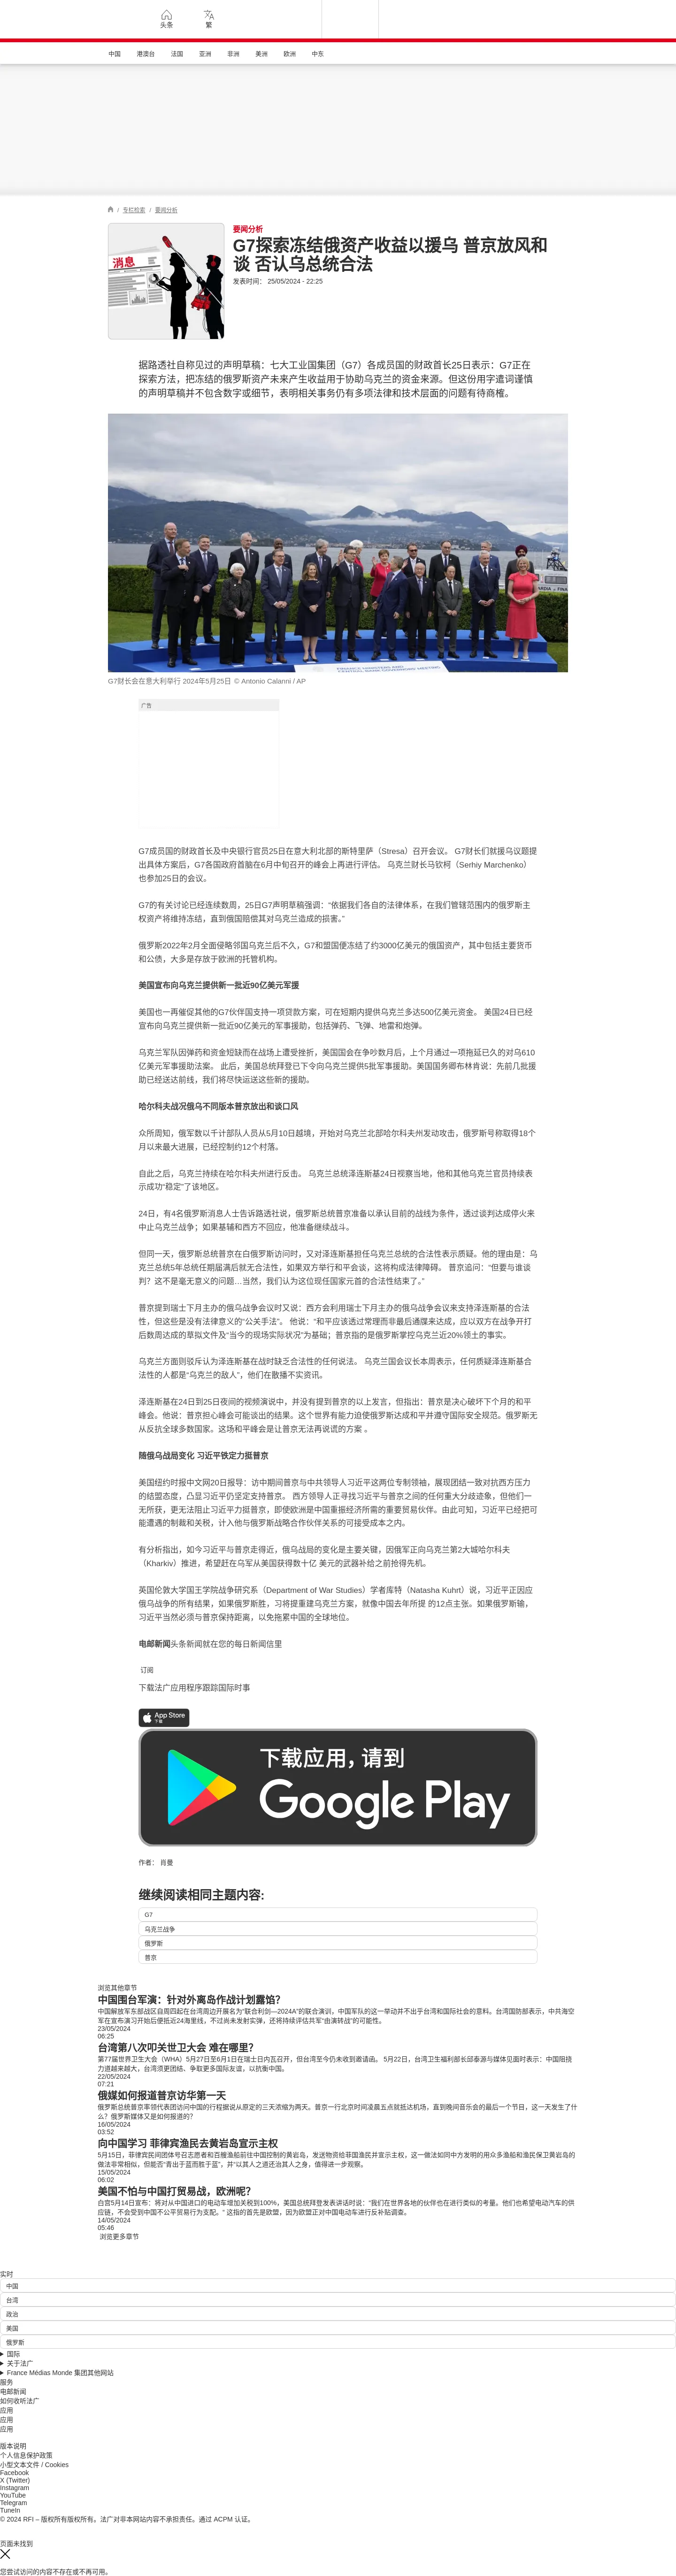 头条
繁
中国 港澳台 法国 亚洲 非洲 美洲 欧洲 中东
/ 专栏检索 / 要闻分析
消息
要闻分析
G7探索冻结俄资产收益以援乌 普京放风和
谈 否认乌总统合法
发表时间： 25/05/2024 - 22:25
据路透社自称见过的声明草稿：七大工业国集团（G7）各成员国的财政首长25日表示：G7正在
探索方法，把冻结的俄罗斯资产未来产生收益用于协助乌克兰的资金来源。但这份用字遣词谨慎
的声明草稿并不包含数字或细节，表明相关事务仍有多项法律和技术层面的问题有待商榷。
G7财长会在意大利举行 2024年5月25日 © Antonio Calanni / AP
广告
G7成员国的财政首长及中央银行官员25日在意大利北部的斯特里萨（Stresa）召开会议。 G7财长们就援乌议题提
出具体方案后，G7各国政府首脑在6月中旬召开的峰会上再进行评估。 乌克兰财长马钦柯（Serhiy Marchenko）
也参加25日的会议。
G7的有关讨论已经连续数周，25日G7声明草稿强调：“依据我们各自的法律体系，在我们管辖范围内的俄罗斯主
权资产将维持冻结，直到俄国赔偿其对乌克兰造成的损害。”
俄罗斯2022年2月全面侵略邻国乌克兰后不久，G7和盟国便冻结了约3000亿美元的俄国资产，其中包括主要货币
和公债，大多是存放于欧洲的托管机构。
美国宣布向乌克兰提供新一批近90亿美元军援
美国也一再催促其他的G7伙伴国支持一项贷款方案，可在短期内提供乌克兰多达500亿美元资金。 美国24日已经
宣布向乌克兰提供新一批近90亿美元的军事援助，包括弹药、飞弹、地雷和炮弹。
乌克兰军队因弹药和资金短缺而在战场上遭受挫折，美国国会在争吵数月后，上个月通过一项拖延已久的对乌610
亿美元军事援助法案。 此后，美国总统拜登已下令向乌克兰提供5批军事援助。美国国务卿布林肯说：先前几批援
助已经送达前线，我们将尽快运送这些新的援助。
哈尔科夫战况俄乌不同版本普京放出和谈口风
众所周知，俄军数以千计部队人员从5月10日越境，开始对乌克兰北部哈尔科夫州发动攻击，俄罗斯号称取得18个
月以来最大进展，已经控制约12个村落。
自此之后，乌克兰持续在哈尔科夫州进行反击。 乌克兰总统泽连斯基24日视察当地，他和其他乌克兰官员持续表
示成功“稳定”了该地区。
24日，有4名俄罗斯消息人士告诉路透社说，俄罗斯总统普京准备以承认目前的战线为条件，透过谈判达成停火来
中止乌克兰战争；如果基辅和西方不回应，他准备继续战斗。
但同一天，俄罗斯总统普京在白俄罗斯访问时，又对泽连斯基担任乌克兰总统的合法性表示质疑。他的理由是：乌
克兰总统5年总统任期届满后就无合法性，如果双方举行和平会谈，这将构成法律障碍。 普京追问：“但要与谁谈
判？这不是毫无意义的问题…当然，我们认为这位现任国家元首的合法性结束了。”
普京提到瑞士下月主办的俄乌战争会议时又说：西方会利用瑞士下月主办的俄乌战争会议来支持泽连斯基的合法
性，但这些是没有法律意义的“公关手法”。 他说：“和平应该透过常理而非最后通牒来达成，应以双方在战争开打
后数周达成的草拟文件及“当今的现场实际状况”为基础；普京指的是俄罗斯掌控乌克兰近20%领土的事实。
乌克兰方面则驳斥认为泽连斯基在战时缺乏合法性的任何说法。 乌克兰国会议长本周表示，任何质疑泽连斯基合
法性的人都是“乌克兰的敌人”，他们在散播不实资讯。
泽连斯基在24日到25日夜间的视频演说中，并没有提到普京的以上发言，但指出：普京是决心破坏下个月的和平
峰会。他说：普京担心峰会可能谈出的结果。这个世界有能力迫使俄罗斯达成和平并遵守国际安全规范。俄罗斯无
从反抗全球多数国家。这场和平峰会是让普京无法再说谎的方案 。
随俄乌战局变化 习近平铁定力挺普京
美国纽约时报中文网20日报导：访中期间普京与中共领导人习近平这两位专制领袖，展现团结一致对抗西方压力
的结盟态度，凸显习近平仍坚定支持普京。 西方领导人正寻找习近平与普京之间的任何重大分歧迹象，但他们一
无所获，更无法阻止习近平力挺普京，即使欧洲是中国重振经济所需的重要贸易伙伴。由此可知，习近平已经把可
能遭遇的制裁和关税，计入他与俄罗斯战略合作伙伴关系的可接受成本之内。
有分析指出，如今习近平与普京走得近，俄乌战局的变化是主要关键，因俄军正向乌克兰第2大城哈尔科夫
（Kharkiv）推进，希望赶在乌军从美国获得数十亿 美元的武器补给之前抢得先机。
英国伦敦大学国王学院战争研究系（Department of War Studies）学者库特（Natasha Kuhrt）说，习近平正因应
俄乌战争的所有结果，如果俄罗斯胜，习将提重建乌克兰方案，就像中国去年所提 的12点主张。如果俄罗斯输，
习近平当然必须与普京保持距离，以免拖累中国的全球地位。
电邮新闻头条新闻就在您的每日新闻信里
订阅
下载法广应用程序跟踪国际时事
App Store
下载
下载应用，请到
Google Play
作者： 肖曼
继续阅读相同主题内容:
G7
乌克兰战争
俄罗斯
普京
浏览其他章节
中国围台军演：针对外离岛作战计划露馅？
中国解放军东部战区自周四起在台湾周边开展名为“联合利剑—2024A”的联合演训，中国军队的这一举动并不出乎台湾和国际社会的意料。台湾国防部表示，中共海空
军在宣布演习开始后便抵近24海里线，不过尚未发射实弹，还将持续评估共军“由演转战”的可能性。
23/05/2024
06:25
台湾第八次叩关世卫大会 难在哪里？
第77届世界卫生大会（WHA）5月27日至6月1日在瑞士日内瓦召开，但台湾至今仍未收到邀请函。 5月22日，台湾卫生福利部长邱泰源与媒体见面时表示：中国阻挠
力道越来越大，台湾须更团结、争取更多国际友谊，以抗衡中国。
22/05/2024
07:21
俄媒如何报道普京访华第一天
俄罗斯总统普京率领代表团访问中国的行程据说从原定的三天浓缩为两天。普京一行北京时间凌晨五点就抵达机场，直到晚间音乐会的最后一个节目，这一天发生了什
么？俄罗斯媒体又是如何报道的？
16/05/2024
03:52
向中国学习 菲律宾渔民去黄岩岛宣示主权
5月15日，菲律宾民间团体号召志愿者和百艘渔船前往中国控制的黄岩岛，发送物资给菲国渔民并宣示主权，这一做法如同中方发明的用众多渔船和渔民保卫黄岩岛的
做法非常相似，但能否“青出于蓝而胜于蓝”，并“以其人之道还治其人之身，值得进一步观察。
15/05/2024
06:02
美国不怕与中国打贸易战，欧洲呢？
白宫5月14日宣布：将对从中国进口的电动车增加关税到100%，美国总统拜登发表讲话时说：“我们在世界各地的伙伴也在进行类似的考量。他们也希望电动汽车的供
应链，不会受到中国不公平贸易行为支配。” 这指的首先是欧盟，因为欧盟正对中国电动车进行反补贴调查。
14/05/2024
05:46
浏览更多章节
实时
中国
台湾
政治
美国
俄罗斯
国际
关于法广
France Médias Monde 集团其他网站
服务
电邮新闻
如何收听法广
应用
应用
应用
版本说明
个人信息保护政策
小型文本文件 / Cookies
Facebook
X (Twitter)
Instagram
YouTube
Telegram
TuneIn
© 2024 RFI – 版权所有版权所有。法广对非本网站内容不承担责任。通过 ACPM 认证。
页面未找到
您尝试访问的内容不存在或不再可用。